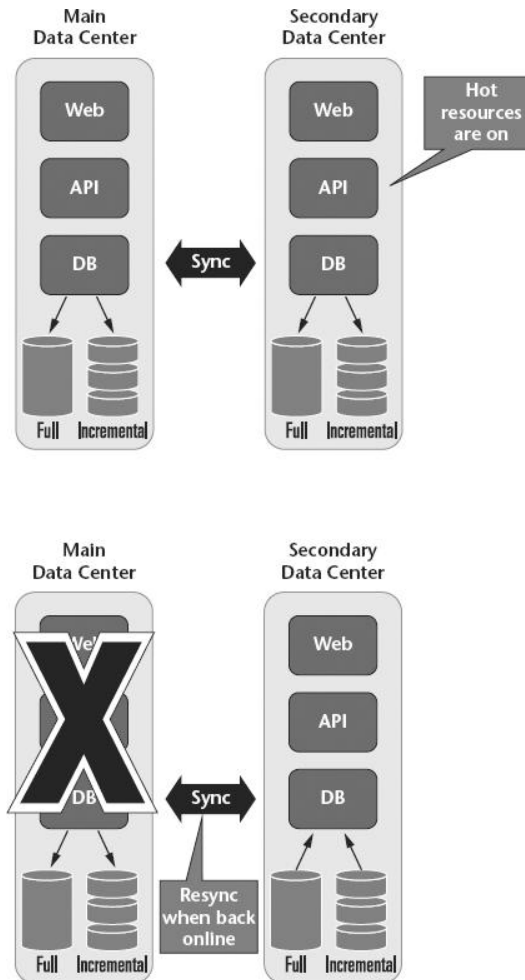 Main
Data Center
Secondary
Data Center
Web
Web
Hot
resources
are on
API
API
DB
Sync
DB
Full
Incremental
Full
Incremental
Main
Data Center
Secondary
Data Center
Web
Web
API
DB
Sync
DB
Resync
when back
online
Full
Incremental
Full
Incremental